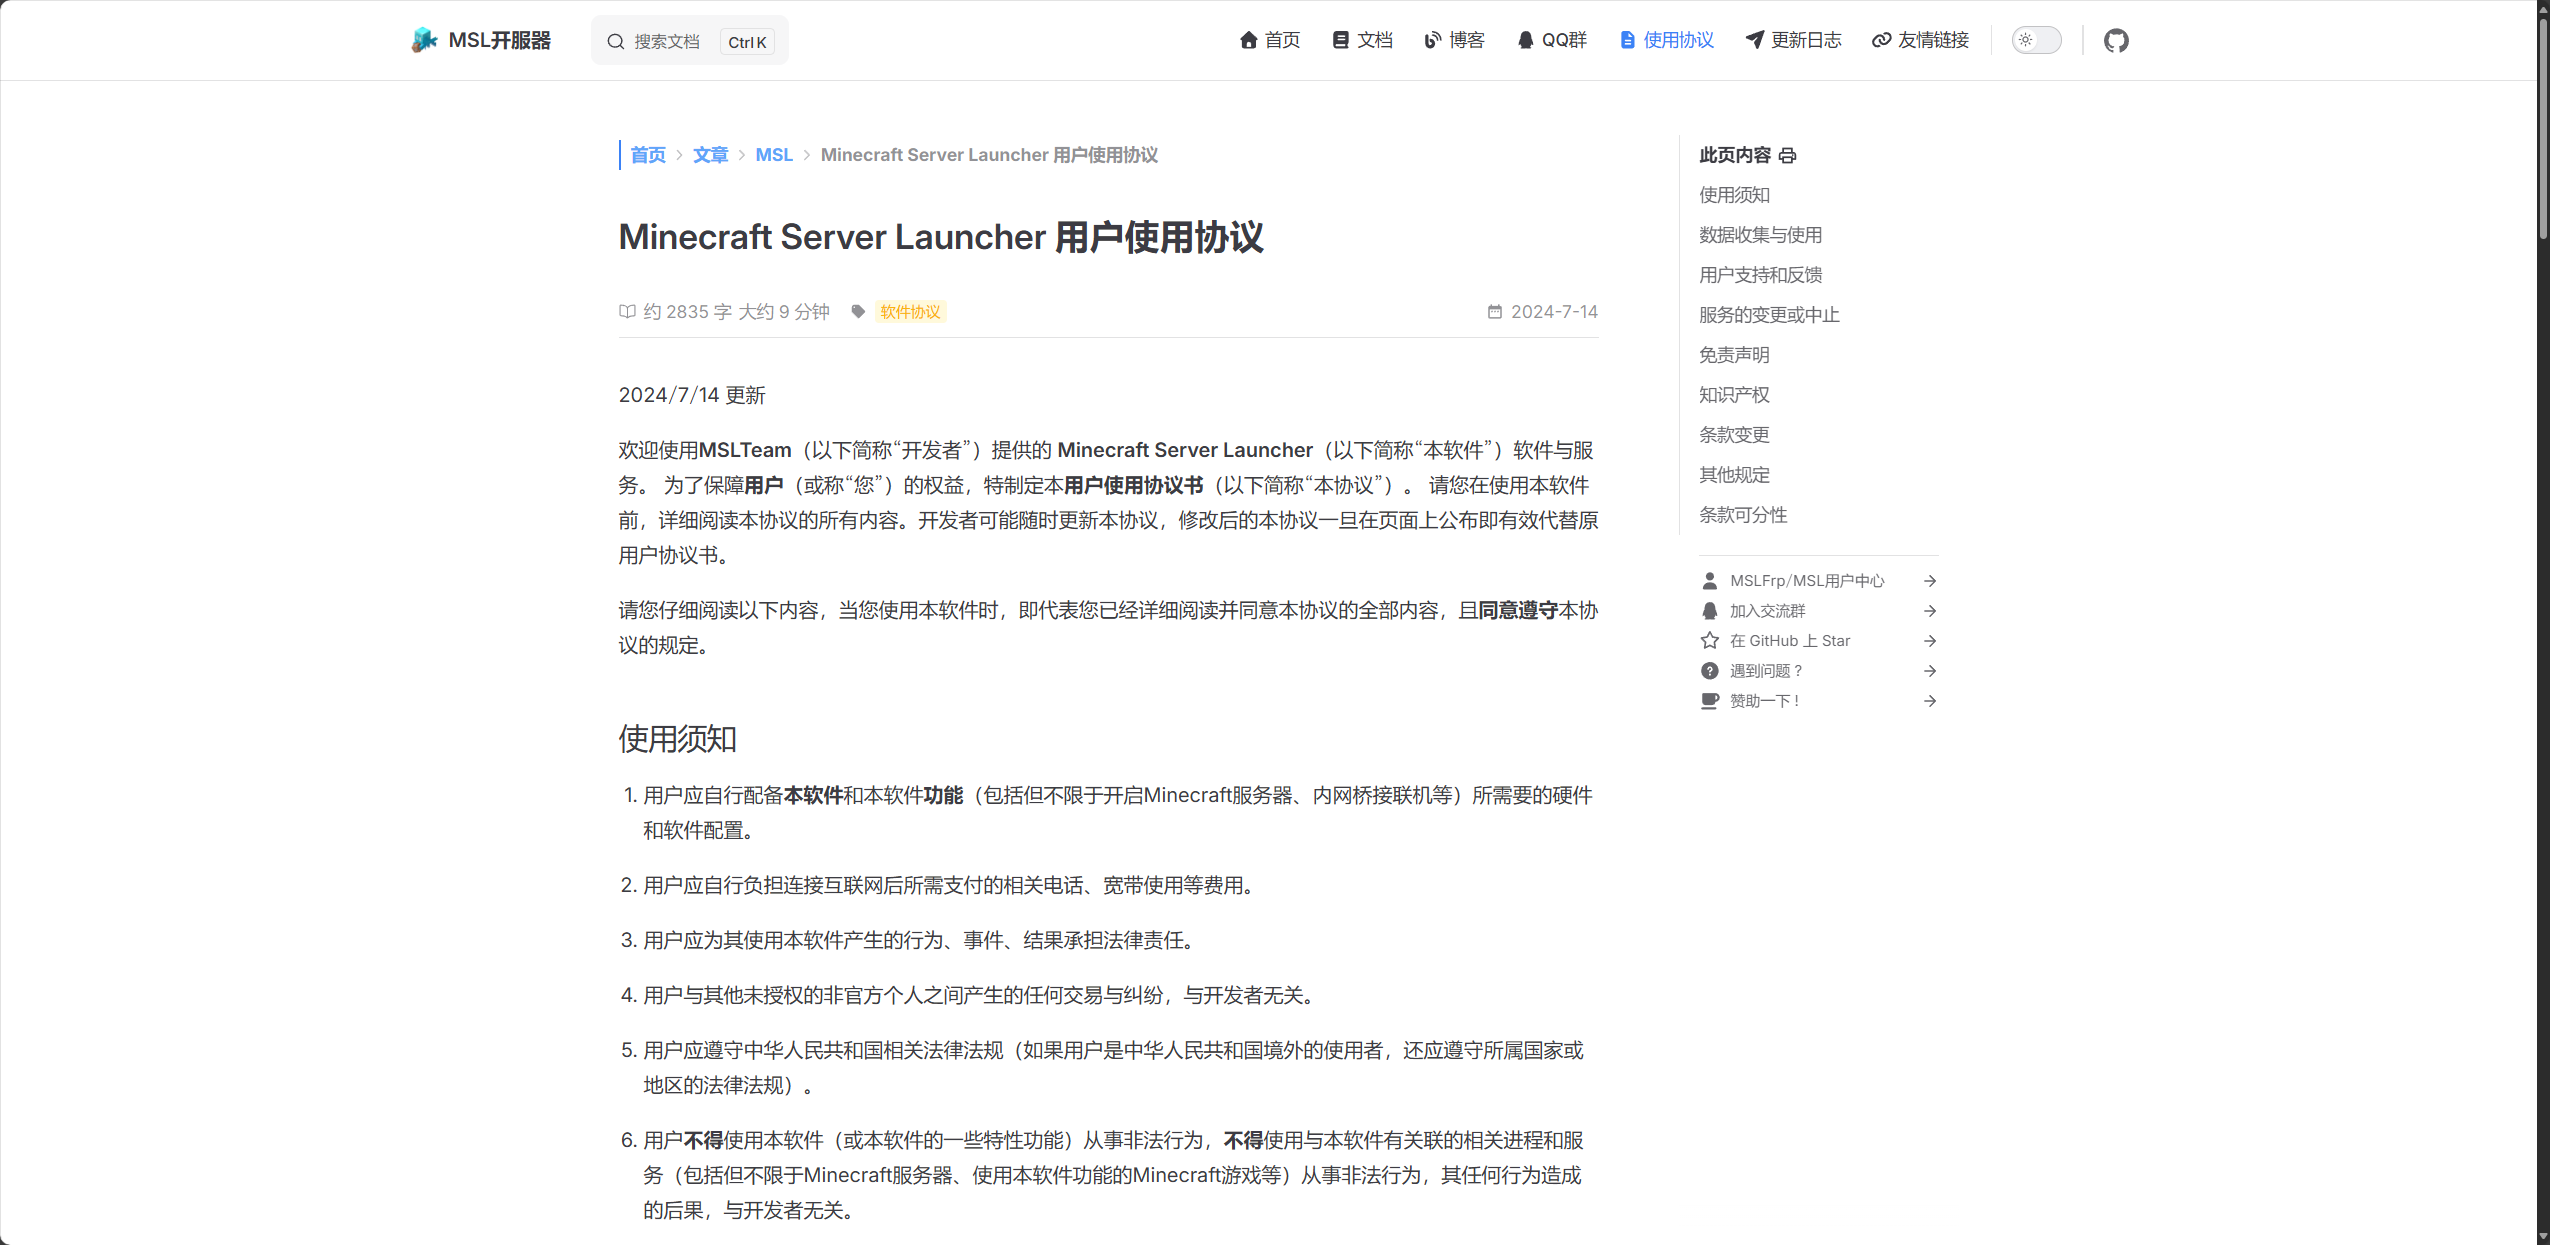 MSL开服器
搜索文档 Ctrl K
首页 文档 博客 QQ群 使用协议 更新日志 友情链接
首页 > 文章 > MSL > Minecraft Server Launcher 用户使用协议
Minecraft Server Launcher 用户使用协议
约 2835 字 大约 9 分钟 软件协议 2024-7-14
2024/7/14 更新
欢迎使用MSLTeam（以下简称“开发者”）提供的 Minecraft Server Launcher（以下简称“本软件”）软件与服
务。 为了保障用户（或称“您”）的权益，特制定本用户使用协议书（以下简称“本协议”）。 请您在使用本软件
前，详细阅读本协议的所有内容。开发者可能随时更新本协议，修改后的本协议一旦在页面上公布即有效代替原
用户协议书。
请您仔细阅读以下内容，当您使用本软件时，即代表您已经详细阅读并同意本协议的全部内容，且同意遵守本协
议的规定。
使用须知
1. 用户应自行配备本软件和本软件功能（包括但不限于开启Minecraft服务器、内网桥接联机等）所需要的硬件
和软件配置。
2. 用户应自行负担连接互联网后所需支付的相关电话、宽带使用等费用。
3. 用户应为其使用本软件产生的行为、事件、结果承担法律责任。
4. 用户与其他未授权的非官方个人之间产生的任何交易与纠纷，与开发者无关。
5. 用户应遵守中华人民共和国相关法律法规（如果用户是中华人民共和国境外的使用者，还应遵守所属国家或
地区的法律法规）。
6. 用户不得使用本软件（或本软件的一些特性功能）从事非法行为，不得使用与本软件有关联的相关进程和服
务（包括但不限于Minecraft服务器、使用本软件功能的Minecraft游戏等）从事非法行为，其任何行为造成
的后果，与开发者无关。
此页内容
使用须知
数据收集与使用
用户支持和反馈
服务的变更或中止
免责声明
知识产权
条款变更
其他规定
条款可分性
MSLFrp/MSL用户中心
加入交流群
在 GitHub 上 Star
遇到问题？
赞助一下！